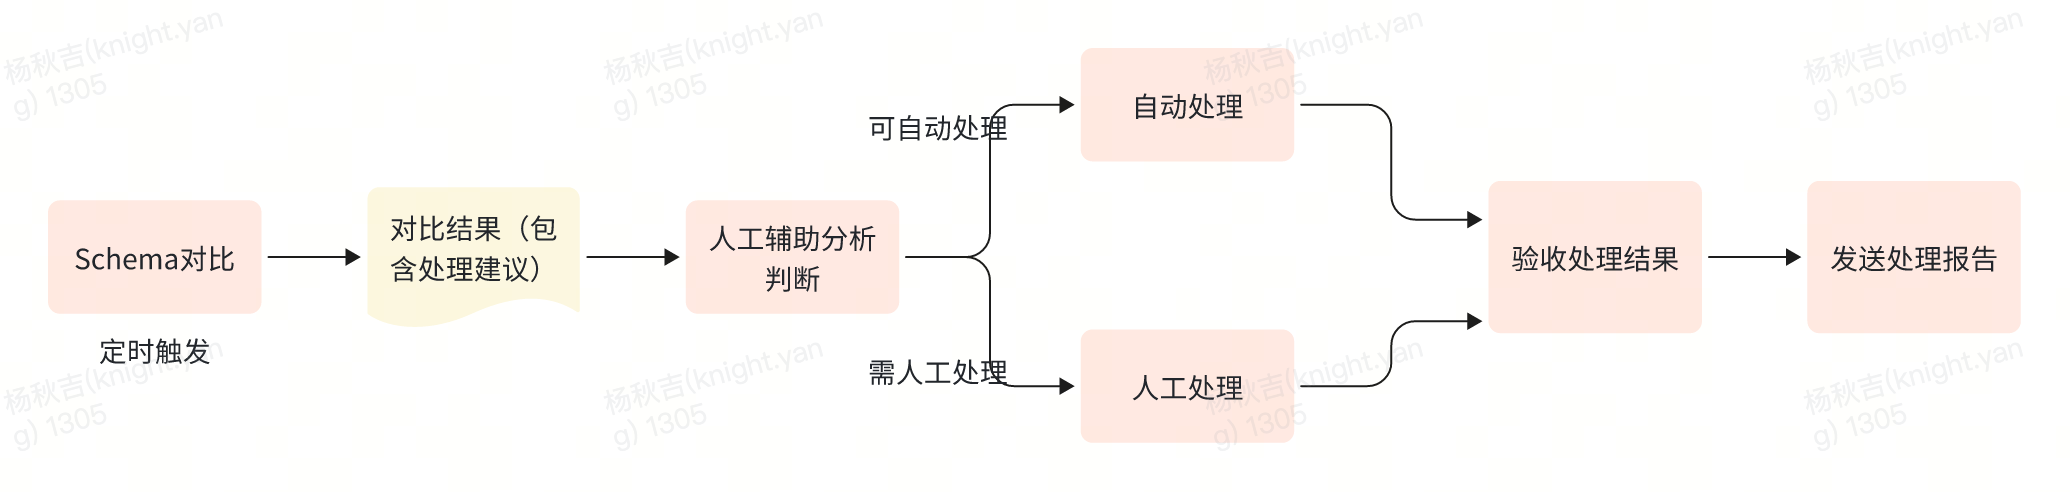 杨秋吉(knight.yan
g) 1305
杨秋吉(knight.yan
g) 1305
杨秋吉(knight.yan
g) 1305
杨秋吉(knight.yan
g) 1305
Schema对比
定时触发
对比结果（包
含处理建议）
人工辅助分析
判断
可自动处理
自动处理
需人工处理
人工处理
验收处理结果
发送处理报告
杨秋吉(knight.yan
g) 1305
杨秋吉(knight.yan
g) 1305
杨秋吉(knight.yan
g) 1305
杨秋吉(knight.yan
g) 1305